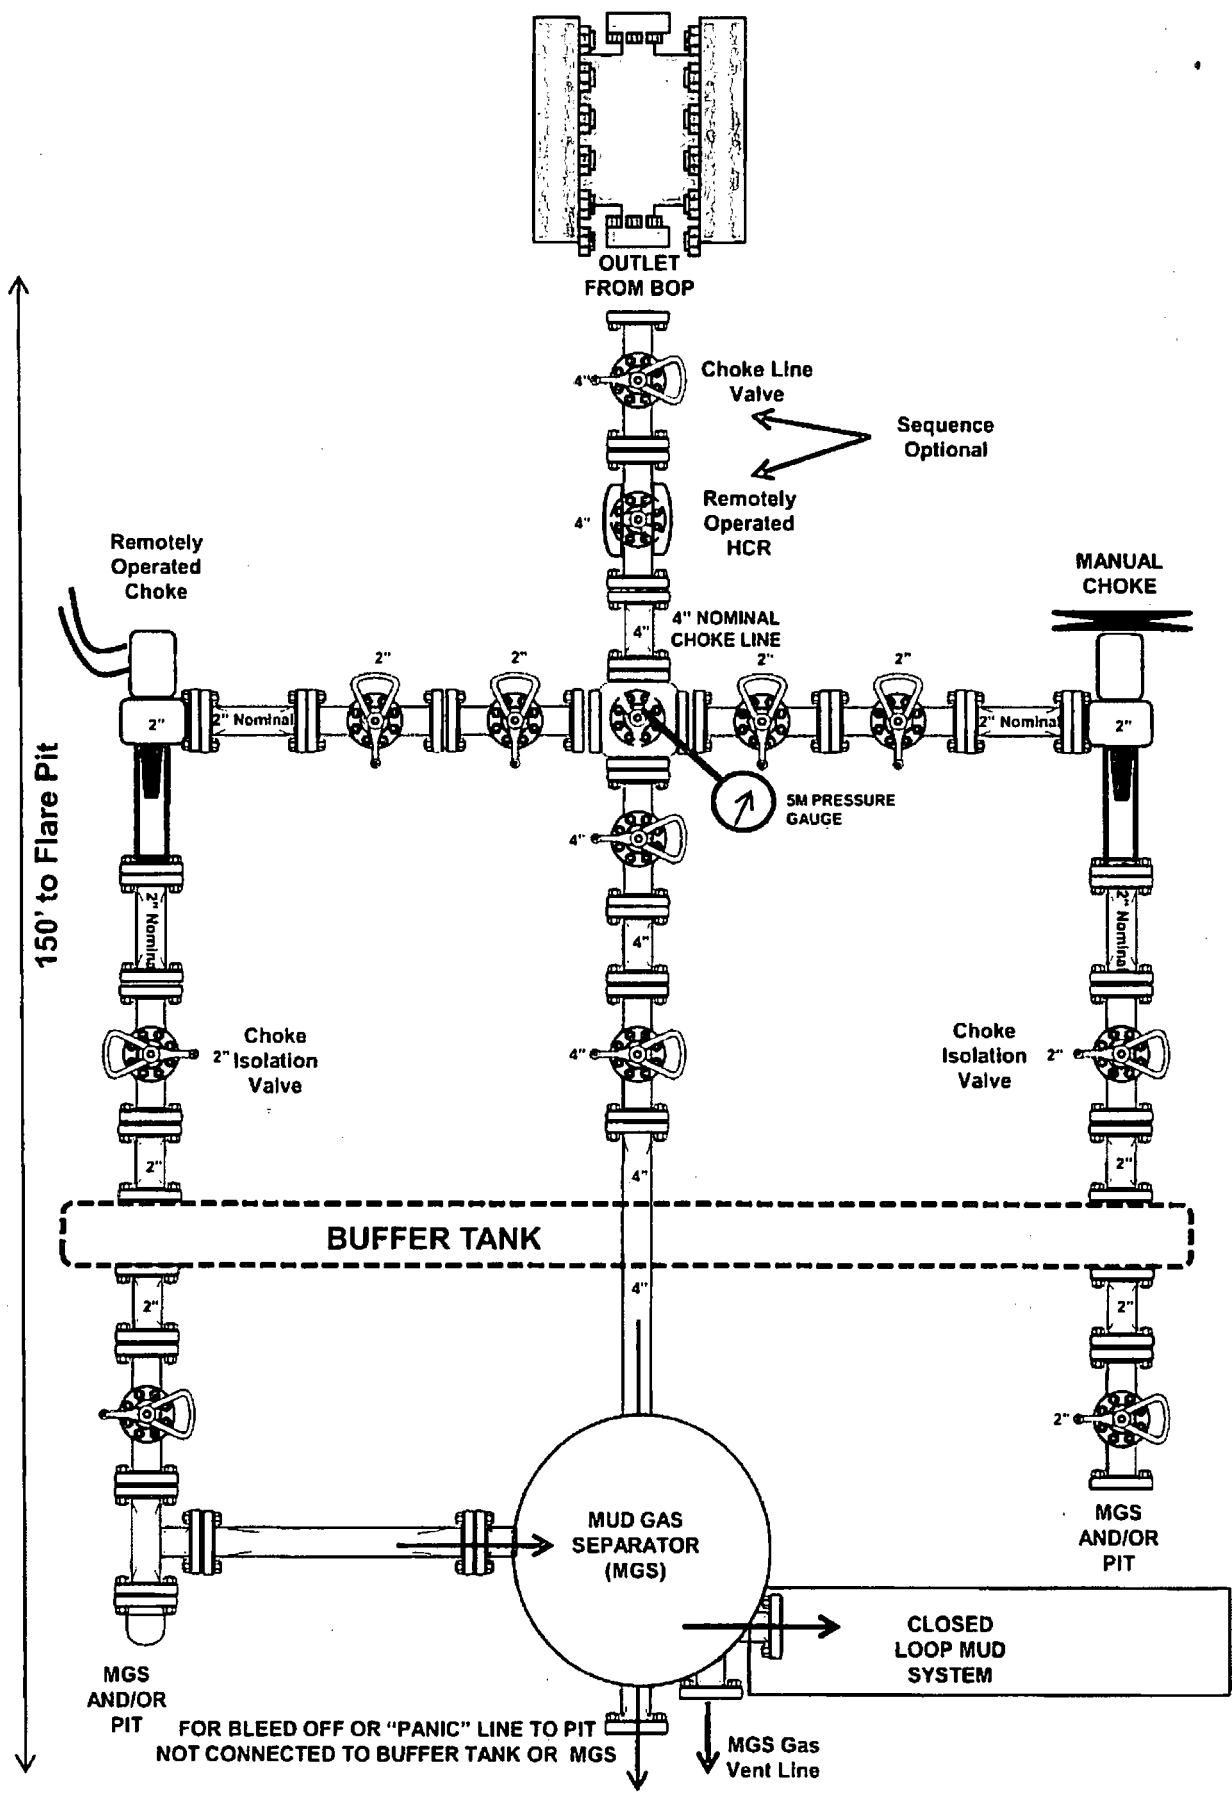 OUTLET
FROM BOP
4"
Choke Line
Valve
Sequence
Optional
4"
Remotely
Operated
HCR
Remotely
Operated
Choke
MANUAL
CHOKE
4"
4" NOMINAL
CHOKE LINE
2"
2"
2"
2"
2"
2" Nominal
2" Nominal
2"
5M PRESSURE
GAUGE
4"
150' to Flare Pit
2" Nominal
4"
2" Nominal
Choke
Isolation
Valve
2"
4"
Choke
Isolation
Valve
2"
2"
4"
2"
BUFFER TANK
4"
2"
2"
2"
MUD GAS
SEPARATOR
(MGS)
MGS
AND/OR
PIT
CLOSED
LOOP MUD
SYSTEM
MGS
AND/OR
PIT
FOR BLEED OFF OR "PANIC" LINE TO PIT
NOT CONNECTED TO BUFFER TANK OR MGS
MGS Gas
Vent Line